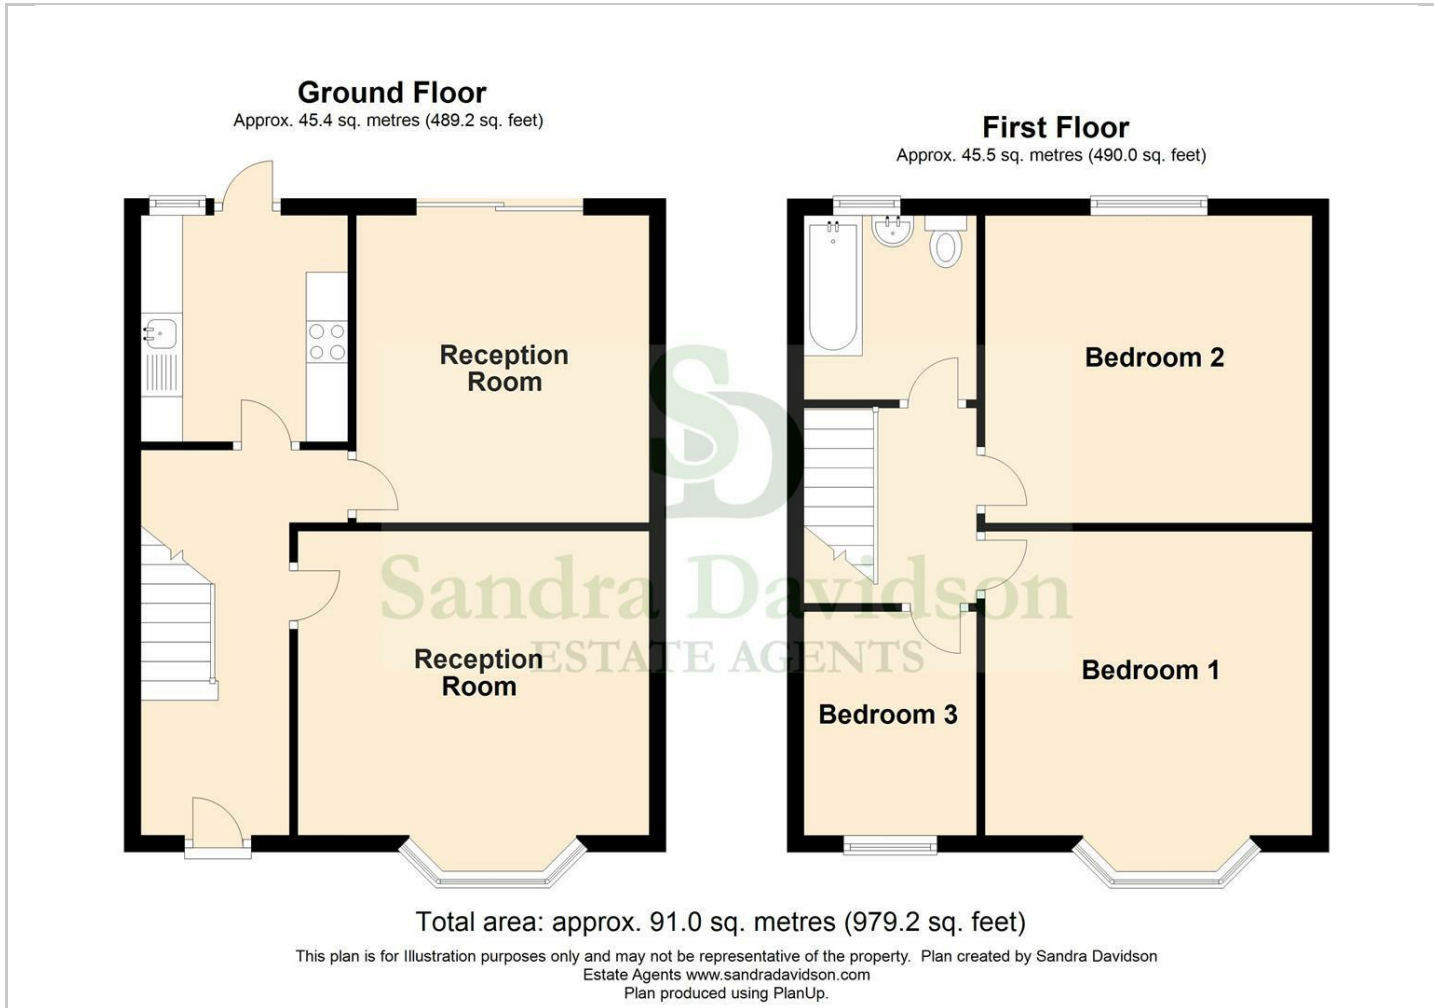 Ground Floor
Approx. 45.4 sq. metres (489.2 sq. feet)
First Floor
Approx. 45.5 sq. metres (490.0 sq. feet)
Reception
Room
Bedroom 2
SD
Sandra Davidson
ESTATE AGENTS
Reception
Room
Bedroom 1
Bedroom 3
Total area: approx. 91.0 sq. metres (979.2 sq. feet)
This plan is for Illustration purposes only and may not be representative of the property. Plan created by Sandra Davidson
Estate Agents www.sandradavidson.com
Plan produced using PlanUp.